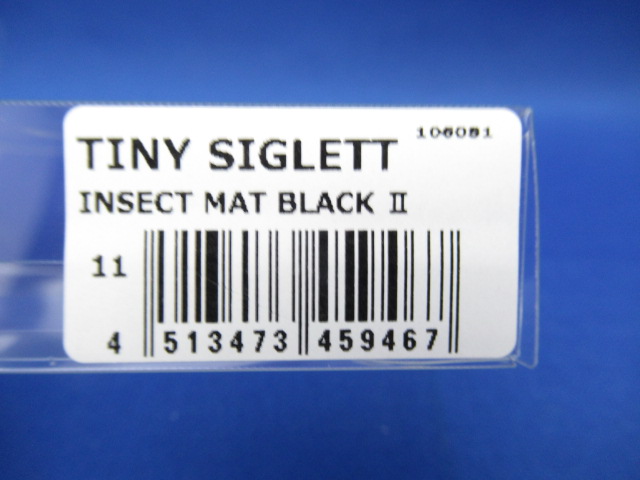 TINY SIGLETT
106081
INSECT MAT BLACK Ⅱ
11
4 513473 459467